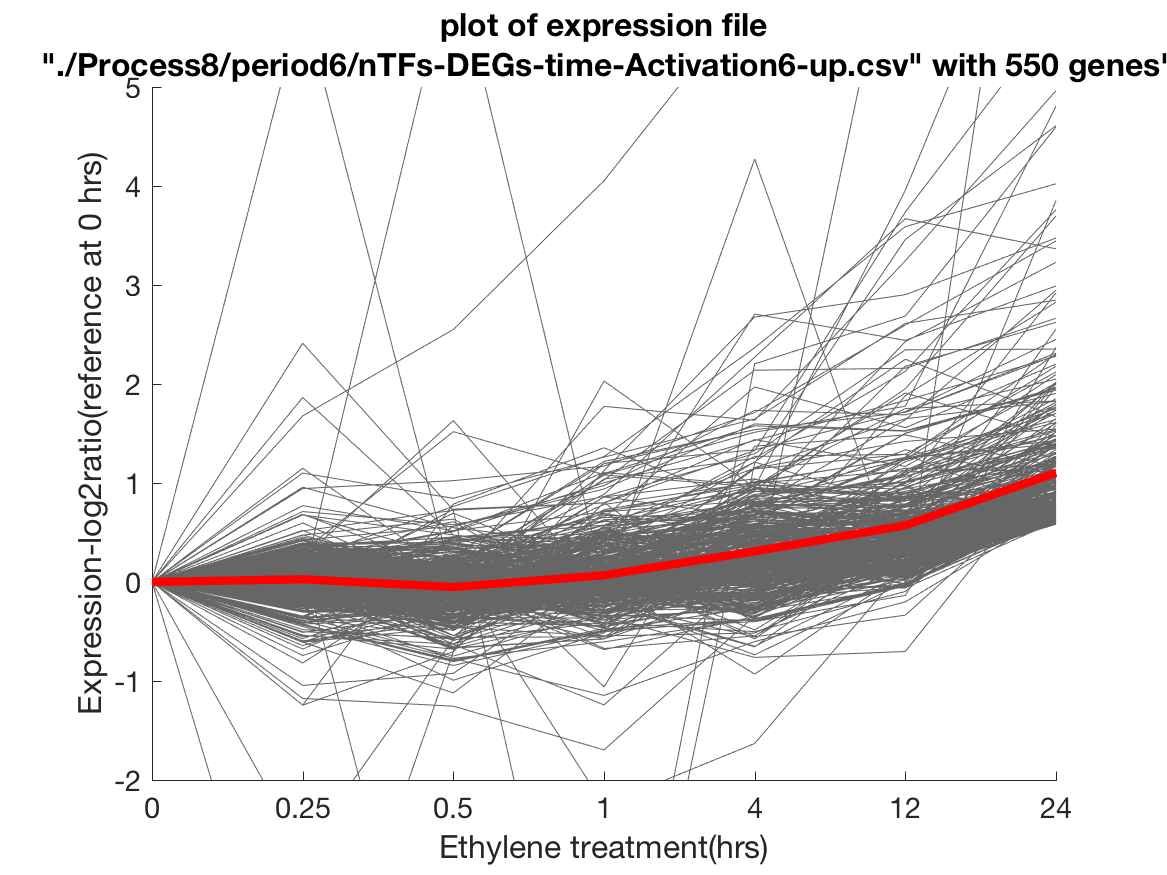 plot of expression file
"./Process8/period6/nTFs-DEGs-time-Activation6-up.csv" with 550 genes'
Expression-log2ratio(reference at 0 hrs)
5
4
3
2
1
0
-1
-2
0 0.25 0.5 1 4 12 24
Ethylene treatment(hrs)